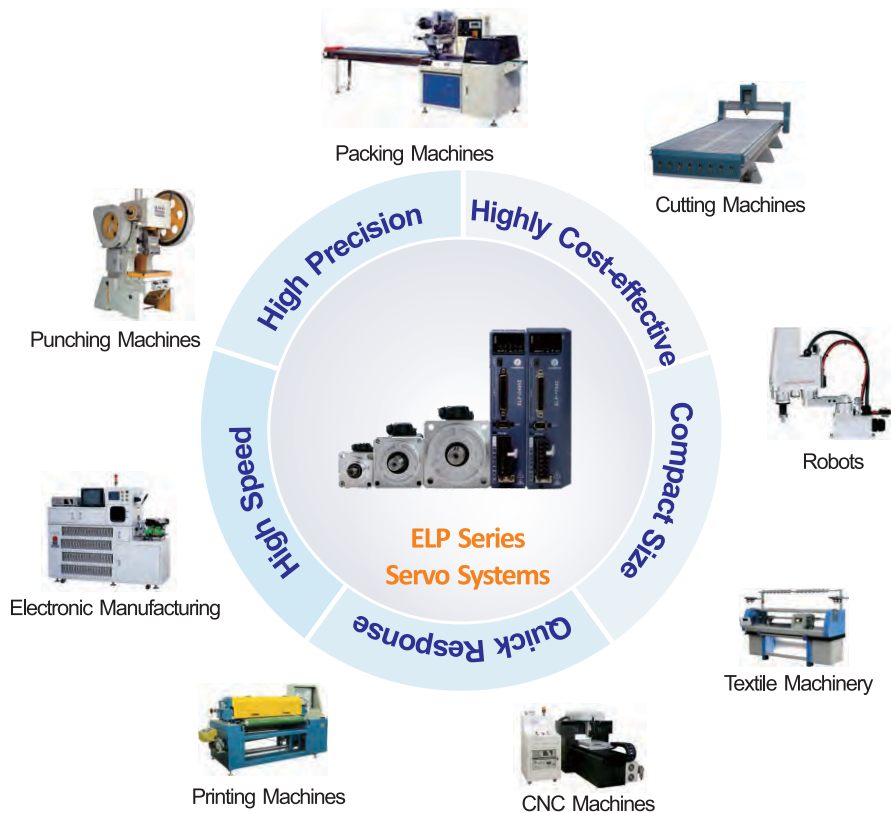 Packing Machines
Cutting Machines
Punching Machines
High Precision
Highly Cost-effective
High Speed
Compact Size
Robots
ELP Series
Servo Systems
Electronic Manufacturing
Quick Response
Textile Machinery
Printing Machines
CNC Machines